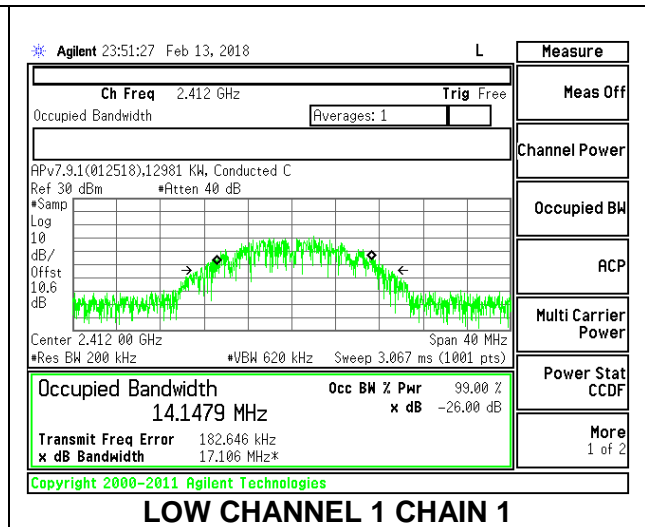 Agilent 23:51:27 Feb 13, 2018 L
Measure
Ch Freq 2.412 GHz Trig Free
Meas Off
Occupied Bandwidth Averages: 1
Channel Power
APv7.9.1(012518),12981 KW, Conducted C
Ref 30 dBm #Atten 40 dB
#Samp
Log
10
dB/
Offst
10.6
dB
Occupied BW
ACP
Multi Carrier
Power
Center 2.412 00 GHz Span 40 MHz
#Res BW 200 kHz #VBW 620 kHz Sweep 3.067 ms (1001 pts)
Power Stat
CCDF
Occupied Bandwidth Occ BW % Pwr 99.00 %
14.1479 MHz x dB -26.00 dB
Transmit Freq Error 182.646 kHz
x dB Bandwidth 17.106 MHz*
More
1 of 2
Copyright 2000-2011 Agilent Technologies
LOW CHANNEL 1 CHAIN 1